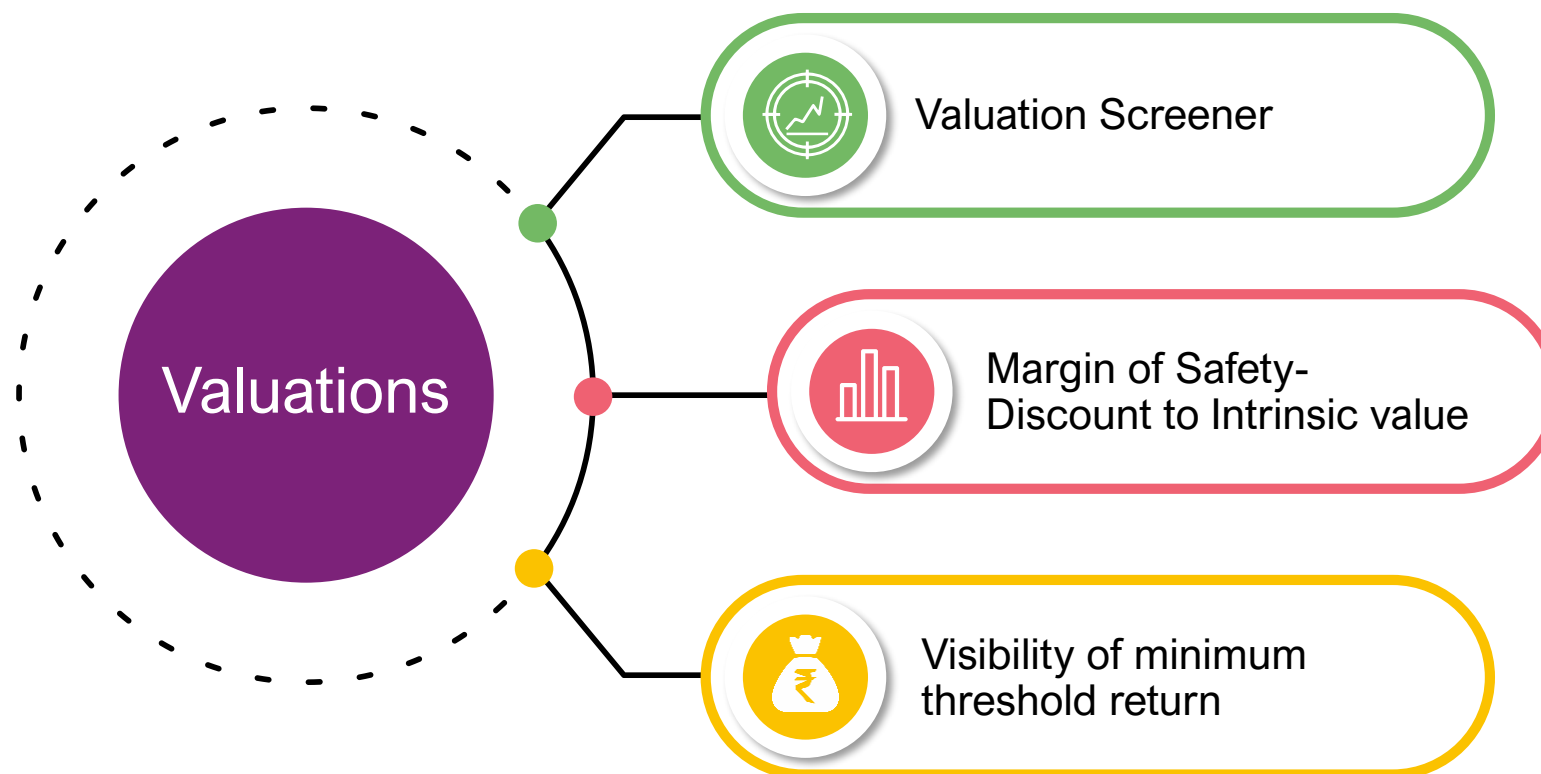 Valuations
Valuation Screener
Margin of Safety-
Discount to Intrinsic value
₹
Visibility of minimum
threshold return